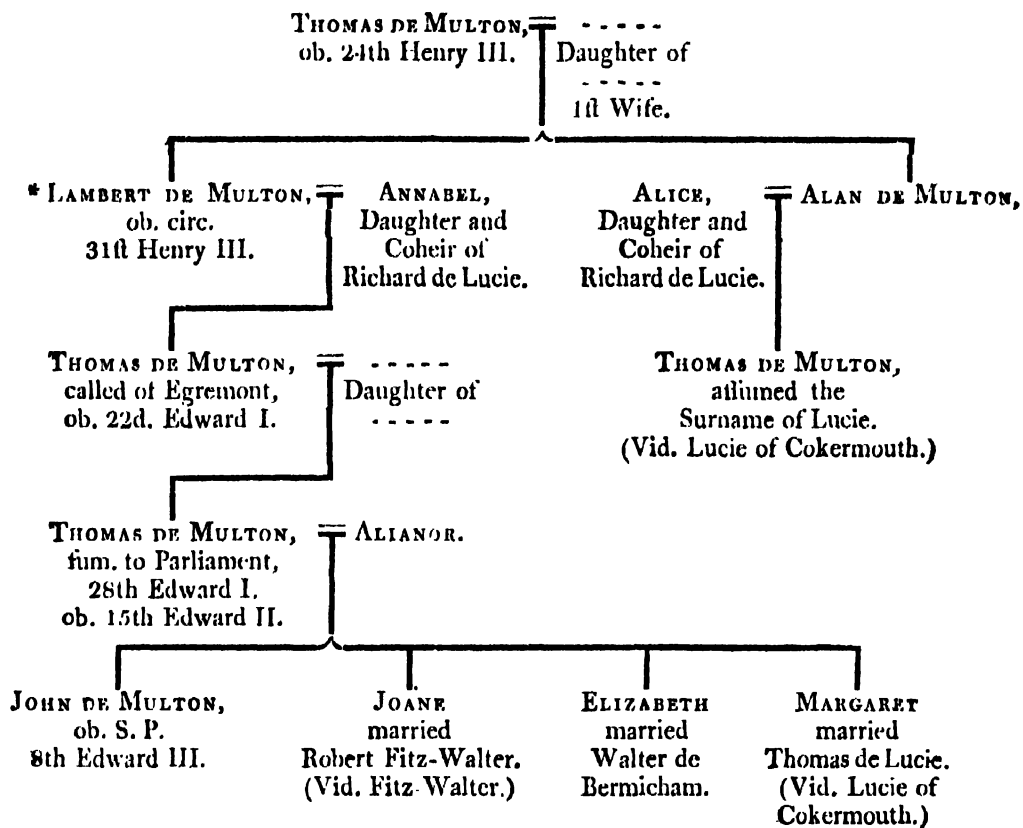 THOMAS DE MULTON,
ob. 24th Henry III.
- - - - -
Daughter of
- - - - -
1ſt Wife.
* LAMBERT DE MULTON,
ob. circ.
31ſt Henry III.
ANNABEL,
Daughter and
Coheir of
Richard de Lucie.
ALICE,
Daughter and
Coheir of
Richard de Lucie.
ALAN DE MULTON,
THOMAS DE MULTON,
called of Egremont,
ob. 22d. Edward I.
- - - - -
Daughter of
- - - - -
THOMAS DE MULTON,
aſſumed the
Surname of Lucie.
(Vid. Lucie of Cokermouth.)
THOMAS DE MULTON,
ſum. to Parliament,
28th Edward I.
ob. 15th Edward II.
ALIANOR.
JOHN DE MULTON,
ob. S. P.
8th Edward III.
JOANE
married
Robert Fitz-Walter.
(Vid. Fitz-Walter.)
ELIZABETH
married
Walter de
Bermicham.
MARGARET
married
Thomas de Lucie.
(Vid. Lucie of
Cokermouth.)